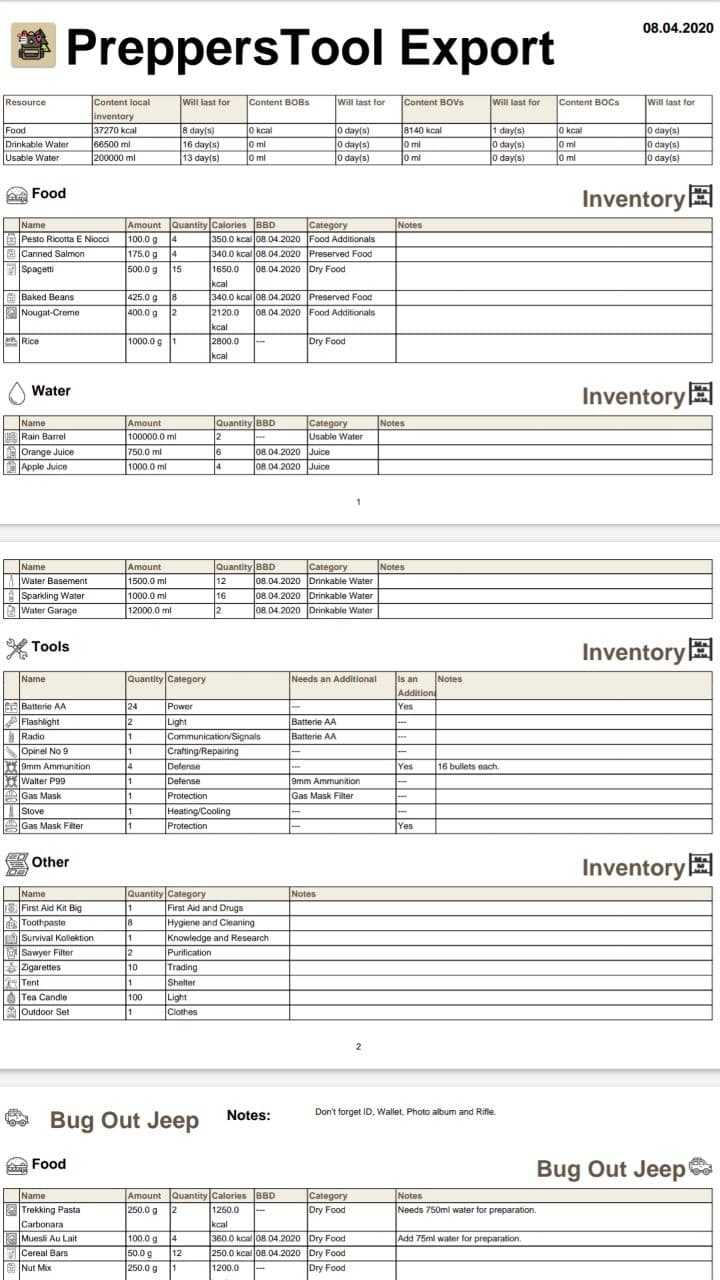 08.04.2020
PreppersTool Export
Resource Content local inventory Will last for Content BOBs Will last for Content BOVs Will last for Content BOCs Will last for
Food 37270 kcal 8 day(s) 0 kcal 0 day(s) 8140 kcal 1 day(s) 0 kcal 0 day(s)
Drinkable Water 66500 ml 16 day(s) 0 ml 0 day(s) 0 ml 0 day(s) 0 ml 0 day(s)
Usable Water 200000 ml 13 day(s) 0 ml 0 day(s) 0 ml 0 day(s) 0 ml 0 day(s)
Food
Inventory
Name Amount Quantity Calories BBD Category Notes
Pesto Ricotta E Niocci 100.0 g 4 350.0 kcal 08.04.2020 Food Additionals
Canned Salmon 175.0 g 4 340.0 kcal 08.04.2020 Preserved Food
Spagetti 500.0 g 15 1650.0 kcal 08.04.2020 Dry Food
Baked Beans 425.0 g 8 340.0 kcal 08.04.2020 Preserved Food
Nougat-Creme 400.0 g 2 2120.0 kcal 08.04.2020 Food Additionals
Rice 1000.0 g 1 2800.0 kcal --- Dry Food
Water
Inventory
Name Amount Quantity BBD Category Notes
Rain Barrel 100000.0 ml 2 --- Usable Water
Orange Juice 750.0 ml 6 08.04.2020 Juice
Apple Juice 1000.0 ml 4 08.04.2020 Juice
1
Name Amount Quantity BBD Category Notes
Water Basement 1500.0 ml 12 08.04.2020 Drinkable Water
Sparkling Water 1000.0 ml 16 08.04.2020 Drinkable Water
Water Garage 12000.0 ml 2 08.04.2020 Drinkable Water
Tools
Inventory
Name Quantity Category Needs an Additional Is an Additiona Notes
Batterie AA 24 Power --- Yes
Flashlight 2 Light Batterie AA ---
Radio 1 Communication/Signals Batterie AA ---
Opinel No 9 1 Crafting/Repairing --- ---
9mm Ammunition 4 Defense --- Yes 16 bullets each.
Walter P99 1 Defense 9mm Ammunition ---
Gas Mask 1 Protection Gas Mask Filter ---
Stove 1 Heating/Cooling --- ---
Gas Mask Filter 1 Protection --- Yes
Other
Inventory
Name Quantity Category Notes
First Aid Kit Big 1 First Aid and Drugs
Toothpaste 8 Hygiene and Cleaning
Survival Kollektion 1 Knowledge and Research
Sawyer Filter 2 Purification
Zigarettes 10 Trading
Tent 1 Shelter
Tea Candle 100 Light
Outdoor Set 1 Clothes
2
Bug Out Jeep Notes: Don't forget ID, Wallet, Photo album and Rifle.
Food
Bug Out Jeep
Name Amount Quantity Calories BBD Category Notes
Trekking Pasta Carbonara 250.0 g 2 1250.0 kcal --- Dry Food Needs 750ml water for preparation.
Muesli Au Lait 100.0 g 4 360.0 kcal 08.04.2020 Dry Food Add 75ml water for preparation.
Cereal Bars 50.0 g 12 250.0 kcal 08.04.2020 Dry Food
Nut Mix 250.0 g 1 1200.0 --- Dry Food